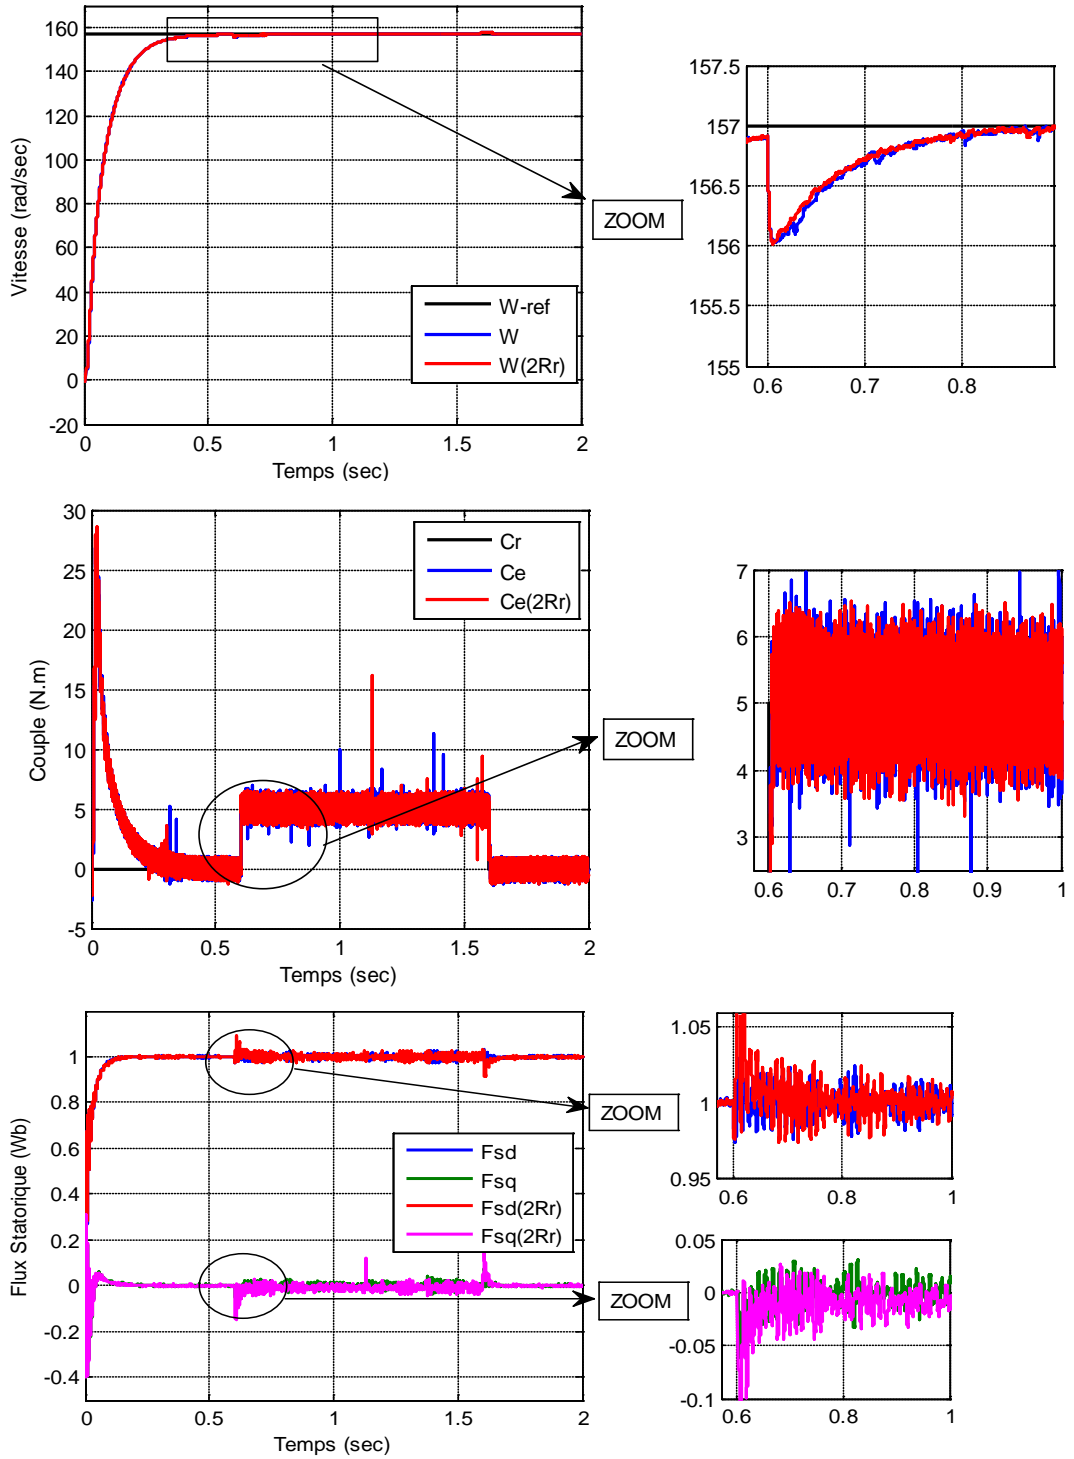 160
140
120
100
80
60
40
20
0
-20
Vitesse (rad/sec)
0 0.5 1 1.5 2
Temps (sec)
W-ref
W
W(2Rr)
ZOOM
157.5
157
156.5
156
155.5
155
0.6 0.7 0.8
30
25
20
15
10
5
0
-5
Couple (N.m)
0 0.5 1 1.5 2
Temps (sec)
Cr
Ce
Ce(2Rr)
ZOOM
7
6
5
4
3
0.6 0.7 0.8 0.9 1
1
0.8
0.6
0.4
0.2
0
-0.2
-0.4
Flux Statorique (Wb)
0 0.5 1 1.5 2
Temps (sec)
Fsd
Fsq
Fsd(2Rr)
Fsq(2Rr)
ZOOM
1.05
1
0.95
0.6 0.8 1
ZOOM
0.05
0
-0.05
-0.1
0.6 0.8 1